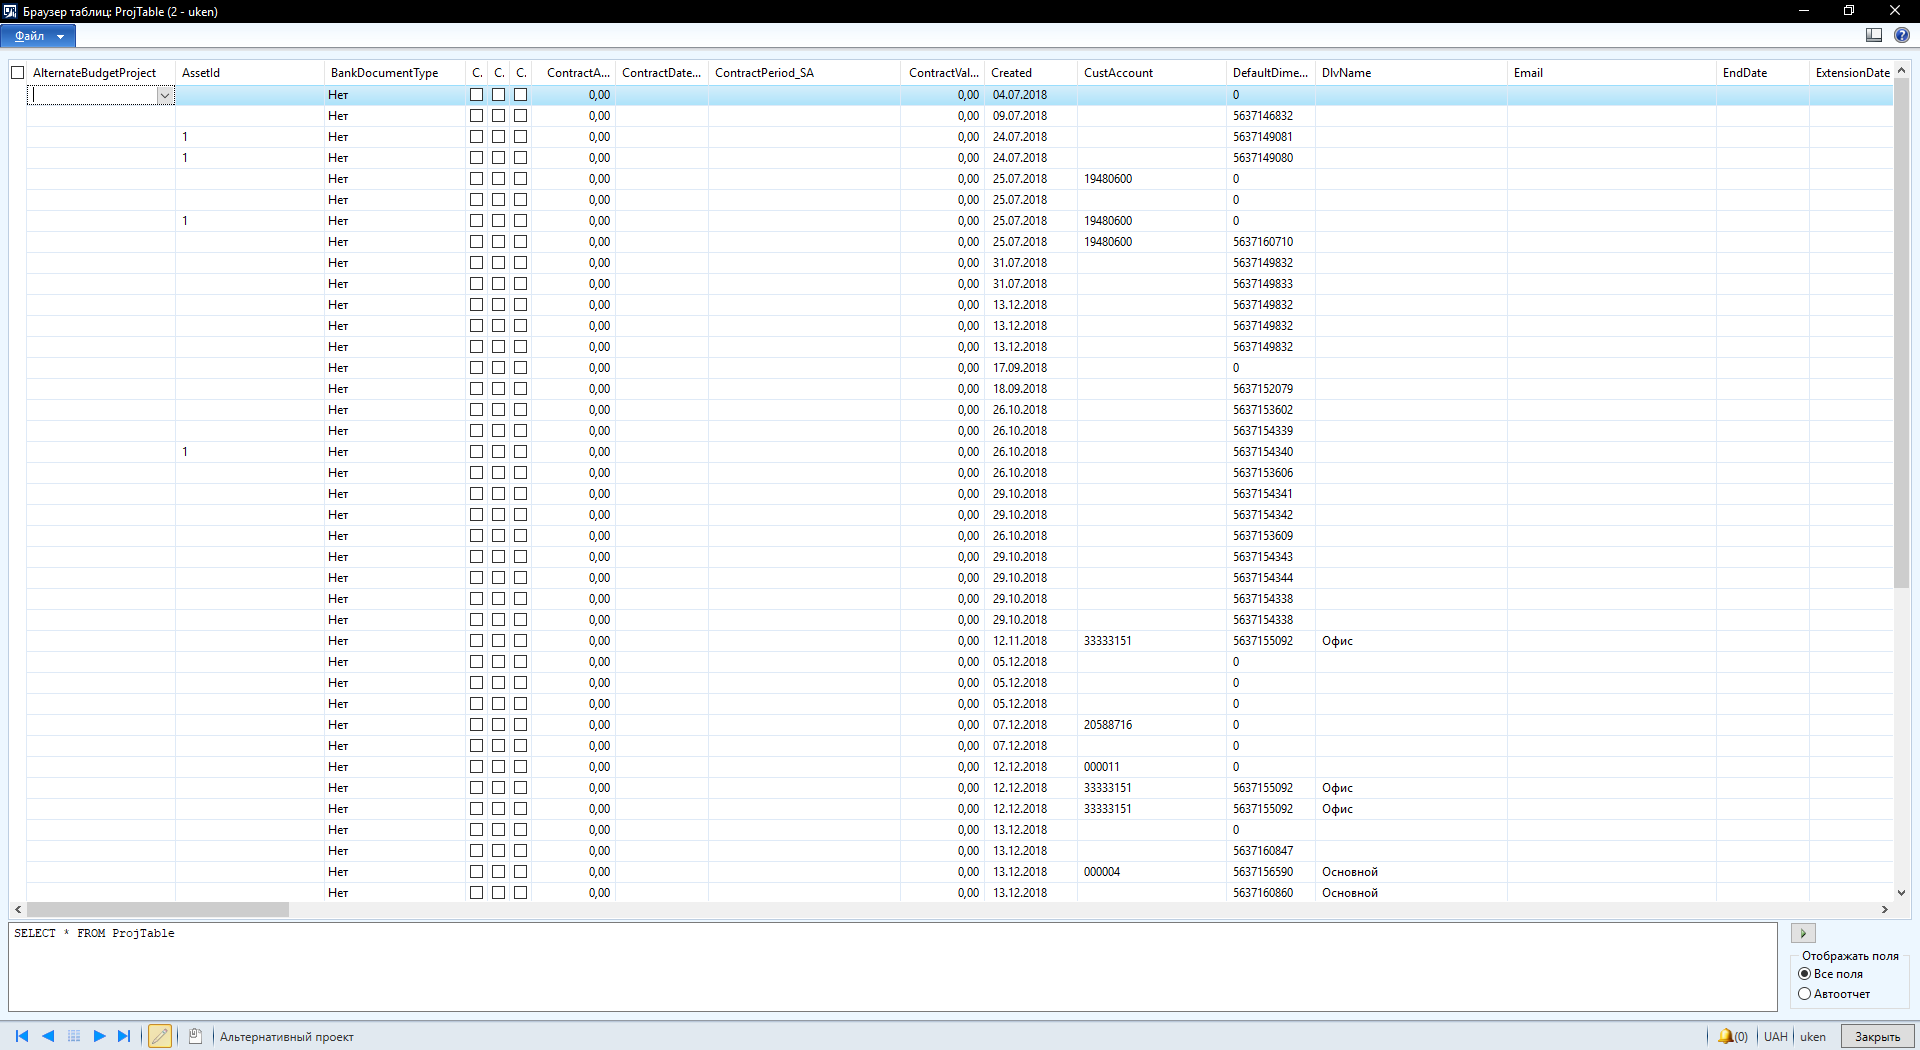 Браузер таблиц: ProjTable (2 - uken)
Файл
AlternateBudgetProject AssetId BankDocumentType C. C. C. ContractA... ContractDate... ContractPeriod_SA ContractVal... Created CustAccount DefaultDime... DlvName Email EndDate ExtensionDate
Нет 0,00 0,00 04.07.2018 0
Нет 0,00 0,00 09.07.2018 5637146832
1 Нет 0,00 0,00 24.07.2018 5637149081
1 Нет 0,00 0,00 24.07.2018 5637149080
Нет 0,00 0,00 25.07.2018 19480600 0
Нет 0,00 0,00 25.07.2018 0
1 Нет 0,00 0,00 25.07.2018 19480600 0
Нет 0,00 0,00 25.07.2018 19480600 5637160710
Нет 0,00 0,00 31.07.2018 5637149832
Нет 0,00 0,00 31.07.2018 5637149833
Нет 0,00 0,00 13.12.2018 5637149832
Нет 0,00 0,00 13.12.2018 5637149832
Нет 0,00 0,00 13.12.2018 5637149832
Нет 0,00 0,00 17.09.2018 0
Нет 0,00 0,00 18.09.2018 5637152079
Нет 0,00 0,00 26.10.2018 5637153602
Нет 0,00 0,00 26.10.2018 5637154339
1 Нет 0,00 0,00 26.10.2018 5637154340
Нет 0,00 0,00 26.10.2018 5637153606
Нет 0,00 0,00 29.10.2018 5637154341
Нет 0,00 0,00 29.10.2018 5637154342
Нет 0,00 0,00 26.10.2018 5637153609
Нет 0,00 0,00 29.10.2018 5637154343
Нет 0,00 0,00 29.10.2018 5637154344
Нет 0,00 0,00 29.10.2018 5637154338
Нет 0,00 0,00 29.10.2018 5637154338
Нет 0,00 0,00 12.11.2018 33333151 5637155092 Офис
Нет 0,00 0,00 05.12.2018 0
Нет 0,00 0,00 05.12.2018 0
Нет 0,00 0,00 05.12.2018 0
Нет 0,00 0,00 07.12.2018 20588716 0
Нет 0,00 0,00 07.12.2018 0
Нет 0,00 0,00 12.12.2018 000011 0
Нет 0,00 0,00 12.12.2018 33333151 5637155092 Офис
Нет 0,00 0,00 12.12.2018 33333151 5637155092 Офис
Нет 0,00 0,00 13.12.2018 0
Нет 0,00 0,00 13.12.2018 5637160847
Нет 0,00 0,00 13.12.2018 000004 5637156590 Основной
Нет 0,00 0,00 13.12.2018 5637160860 Основной
SELECT * FROM ProjTable
Отображать поля
Все поля
Автоотчет
Альтернативный проект
(0) UAH uken Закрыть